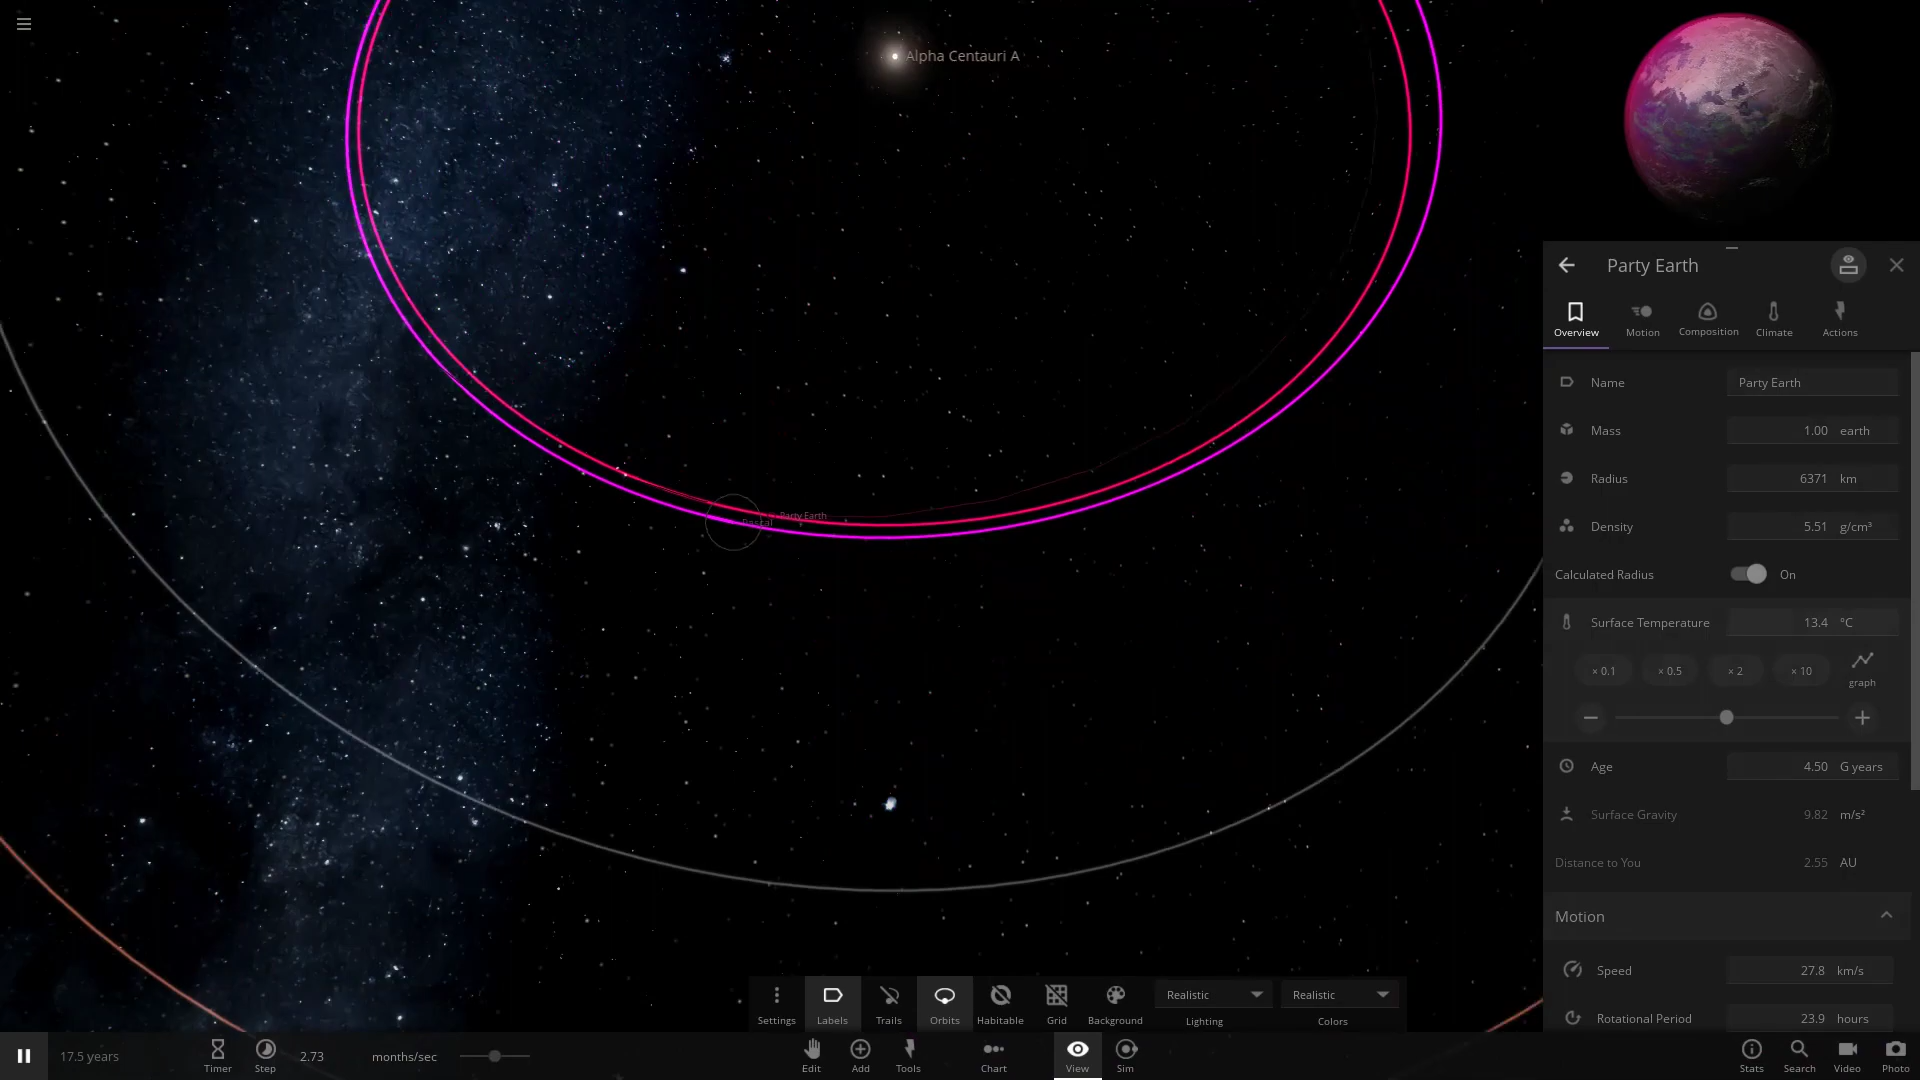 Alpha Centauri A
Party Earth
Overview
Motion
Composition
Climate
Actions
Name
Party Earth
Mass
1.00 earth
Radius
6371 km
Party Earth
Rascal
Density
5.51 g/cm³
Calculated Radius
On
Surface Temperature
13.4 °C
× 0.1
× 0.5
× 2
× 10
graph
Age
4.50 G years
Surface Gravity
9.82 m/s²
Distance to You
2.55 AU
Motion
Speed
27.8 km/s
Rotational Period
23.9 hours
Settings
Labels
Trails
Orbits
Habitable
Grid
Background
Realistic
Lighting
Realistic
Colors
17.5 years
Timer
Step
2.73 months/sec
Edit
Add
Tools
Chart
View
Sim
Stats
Search
Video
Photo